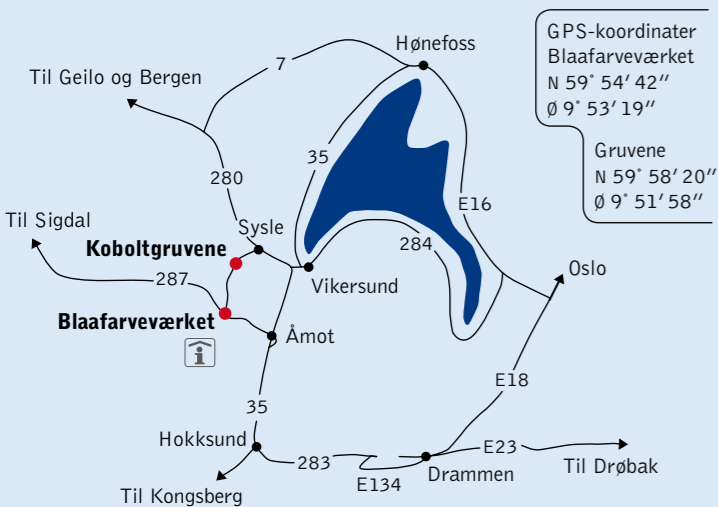 GPS-koordinater
Blaafarveværket
N 59° 54′ 42″
Ø 9° 53′ 19″
Gruvene
N 59° 58′ 20″
Ø 9° 51′ 58″
Hønefoss
7
Til Geilo og Bergen
35
280
E16
Til Sigdal
Sysle
284
Koboltgruvene
Oslo
287
Vikersund
Blaafarveværket
Åmot
E18
35
Hokksund
283
E23
Drammen
Til Drøbak
E134
Til Kongsberg